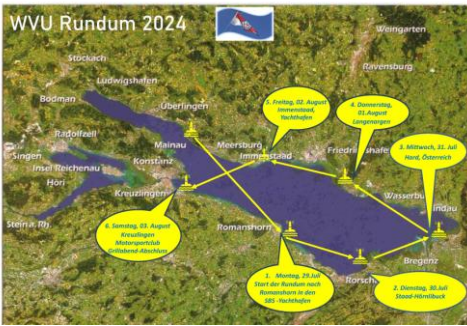 WVU Rundum 2024
Weingarten
Ravensburg
Stockach
Ludwigshafen
Bodman
Überlingen
5. Freitag, 02. August
Immenstaad,
Yachthafen
4. Donnerstag,
01.August
Langenargen
Radolfzell
Mainau
Meersburg
Immenstaad
Friedrichshafe
3. Mittwoch, 31. Juli
Hard, Österreich
Singen
Insel Reichenau
Konstanz
Höri
Kreuzlingen
Wasserbu
indau
Stein a. Rh.
Romanshorn
6. Samstag, 03. August
Kreuzlingen
Motorsportclub
Grillabend-Abschluss
Bregenz
Rorscha
1. Montag, 29.Juli
Start der Rundum nach
Romanshorn in den
SBS -Yachthafen
2. Dienstag, 30.Juli
Staad-Hörnlibuck